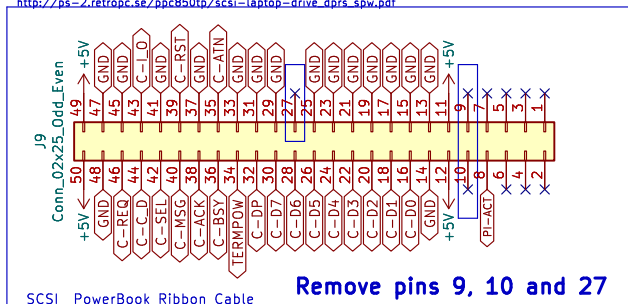 http://ps-2.retropc.se/ppc850tp/scsi-laptop-drive_dprs_spw.pdf
J9
Conn_02x25_Odd_Even
+5V GND GND C-I_O GND C-RST GND C-ATN GND GND GND GND GND GND GND GND GND GND +5V
49 47 45 43 41 39 37 35 33 31 29 27 25 23 21 19 17 15 13 11 9 7 5 3 1
50 48 46 44 42 40 38 36 34 32 30 28 26 24 22 20 18 16 14 12 10 8 6 4 2
+5V GND C-REQ C-C_D C-SEL C-MSG C-ACK C-BSY TERMPOW C-DP C-D7 C-D6 C-D5 C-D4 C-D3 C-D2 C-D1 C-D0 GND +5V PI-ACT
Remove pins 9, 10 and 27
SCSI PowerBook Ribbon Cable